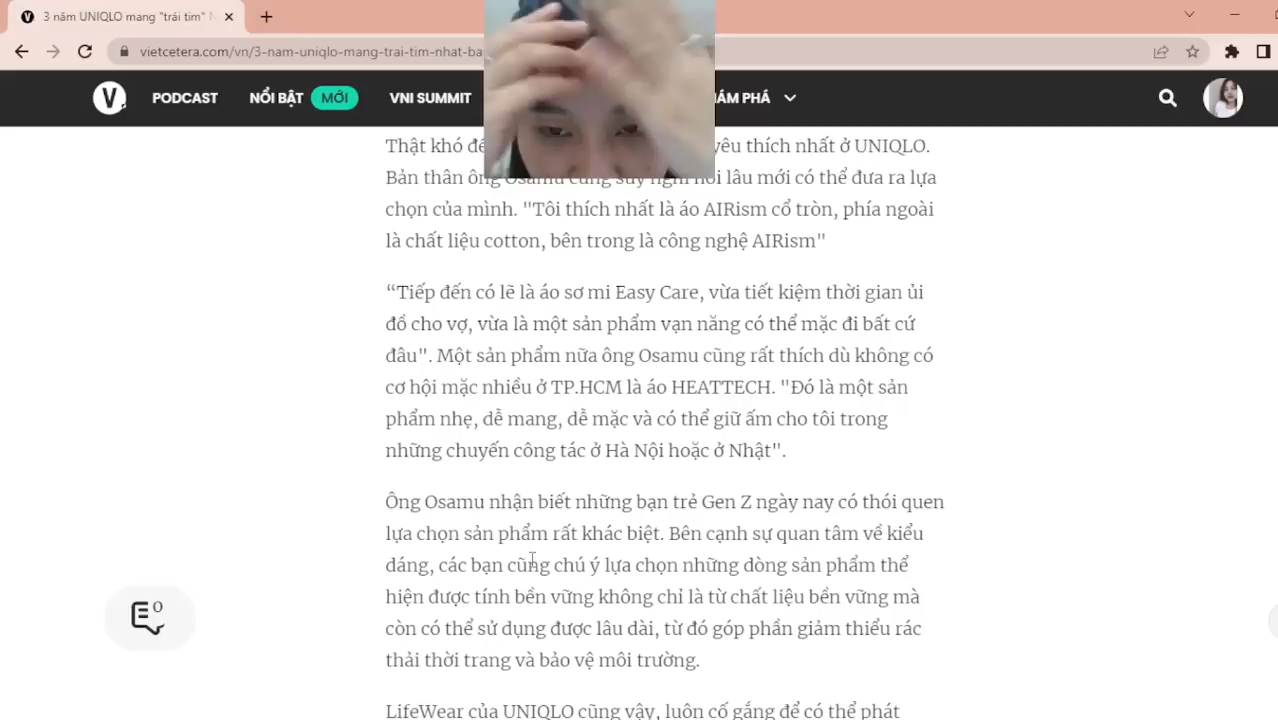 3 năm UNIQLO mang "trái tim"
vietcetera.com/vn/3-nam-uniqlo-mang-trai-tim-nhat-ba
V.
PODCAST NỔI BẬT MỚI VNI SUMMIT HÁM PHÁ
Thật khó để yêu thích nhất ở UNIQLO.
Bản thân ông Osamu cũng suy nghĩ hồi lâu mới có thể đưa ra lựa
chọn của mình. "Tôi thích nhất là áo AIRism cổ tròn, phía ngoài
là chất liệu cotton, bên trong là công nghệ AIRism"
“Tiếp đến có lẽ là áo sơ mi Easy Care, vừa tiết kiệm thời gian ủi
đồ cho vợ, vừa là một sản phẩm vạn năng có thể mặc đi bất cứ
đâu". Một sản phẩm nữa ông Osamu cũng rất thích dù không có
cơ hội mặc nhiều ở TP.HCM là áo HEATTECH. "Đó là một sản
phẩm nhẹ, dễ mang, dễ mặc và có thể giữ ấm cho tôi trong
những chuyến công tác ở Hà Nội hoặc ở Nhật".
Ông Osamu nhận biết những bạn trẻ Gen Z ngày nay có thói quen
lựa chọn sản phẩm rất khác biệt. Bên cạnh sự quan tâm về kiểu
dáng, các bạn cũng chú ý lựa chọn những dòng sản phẩm thể
hiện được tính bền vững không chỉ là từ chất liệu bền vững mà
còn có thể sử dụng được lâu dài, từ đó góp phần giảm thiểu rác
thải thời trang và bảo vệ môi trường.
0
LifeWear của UNIQLO cũng vậy, luôn cố gắng để có thể phát